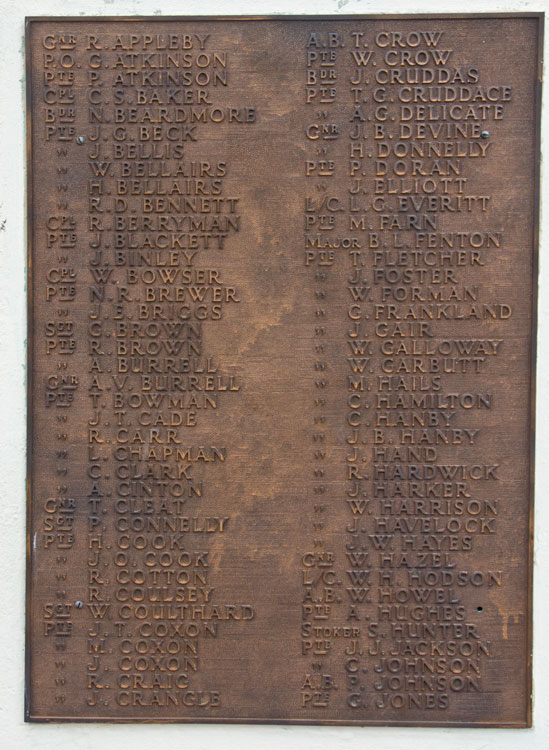 GNR R. APPLEBY
P.O. G. ATKINSON
PTE P. ATKINSON
CPL C. S. BAKER
BDR N. BEARDMORE
PTE J. G. BECK
" J. BELLIS
" W. BELLAIRS
" H. BELLAIRS
" R. D. BENNETT
CPL R. BERRYMAN
PTE J. BLACKETT
" J. BINLEY
CPL W. BOWSER
PTE N. R. BREWER
" J. E. BRIGGS
SGT G. BROWN
PTE R. BROWN
" A. BURRELL
GNR A. V. BURRELL
PTE T. BOWMAN
" J. T. CADE
" R. CARR
" L. CHAPMAN
" C. CLARK
" A. CINTON
GNR T. CLEAT
SGT P. CONNELLY
PTE H. COOK
" J. O. COOK
" R. COTTON
" R. COULSEY
SGT W. COULTHARD
PTE J. T. COXON
" M. COXON
" J. COXON
" R. CRAIG
" J. CRANGLE
A.B. T. CROW
PTE W. CROW
BDR J. CRUDDAS
PTE T. G. CRUDDACE
" A. G. DELICATE
GNR J. B. DEVINE
" H. DONNELLY
PTE P. DORAN
" J. ELLIOTT
L/C. L. G. EVERITT
PTE M. FARN
MAJOR B. L. FENTON
PTE T. FLETCHER
" J. FOSTER
" W. FORMAN
" C. FRANKLAND
" J. GAIR
" W. GALLOWAY
" W. GARBUTT
" M. HAILS
" C. HAMILTON
" C. HANBY
" J. B. HANBY
" J. HAND
" R. HARDWICK
" J. HARKER
" W. HARRISON
" J. HAVELOCK
" J. W. HAYES
GNR W. HAZEL
L/C. W. H. HODSON
A.B. W. HOWEL
PTE A. HUGHES
STOKER S. HUNTER
PTE J. J. JACKSON
" C. JOHNSON
A.B. P. JOHNSON
PTE G. JONES